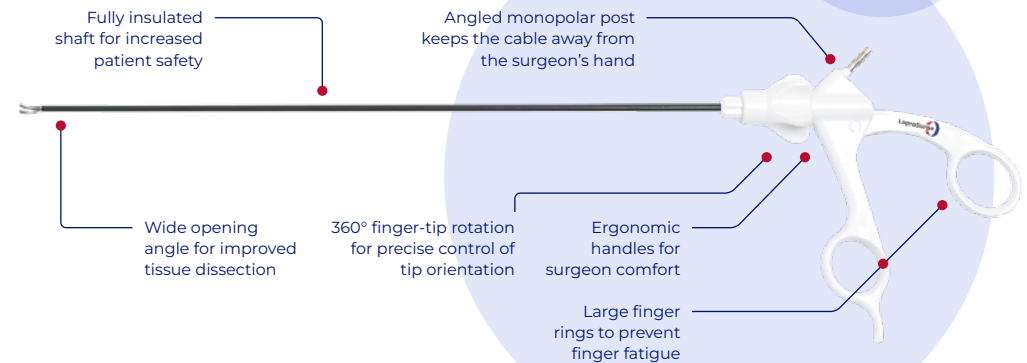 Fully insulated
shaft for increased
patient safety
Angled monopolar post
keeps the cable away from
the surgeon's hand
LaproSurge
Wide opening
angle for improved
tissue dissection
360° finger-tip rotation
for precise control of
tip orientation
Ergonomic
handles for
surgeon comfort
Large finger
rings to prevent
finger fatigue